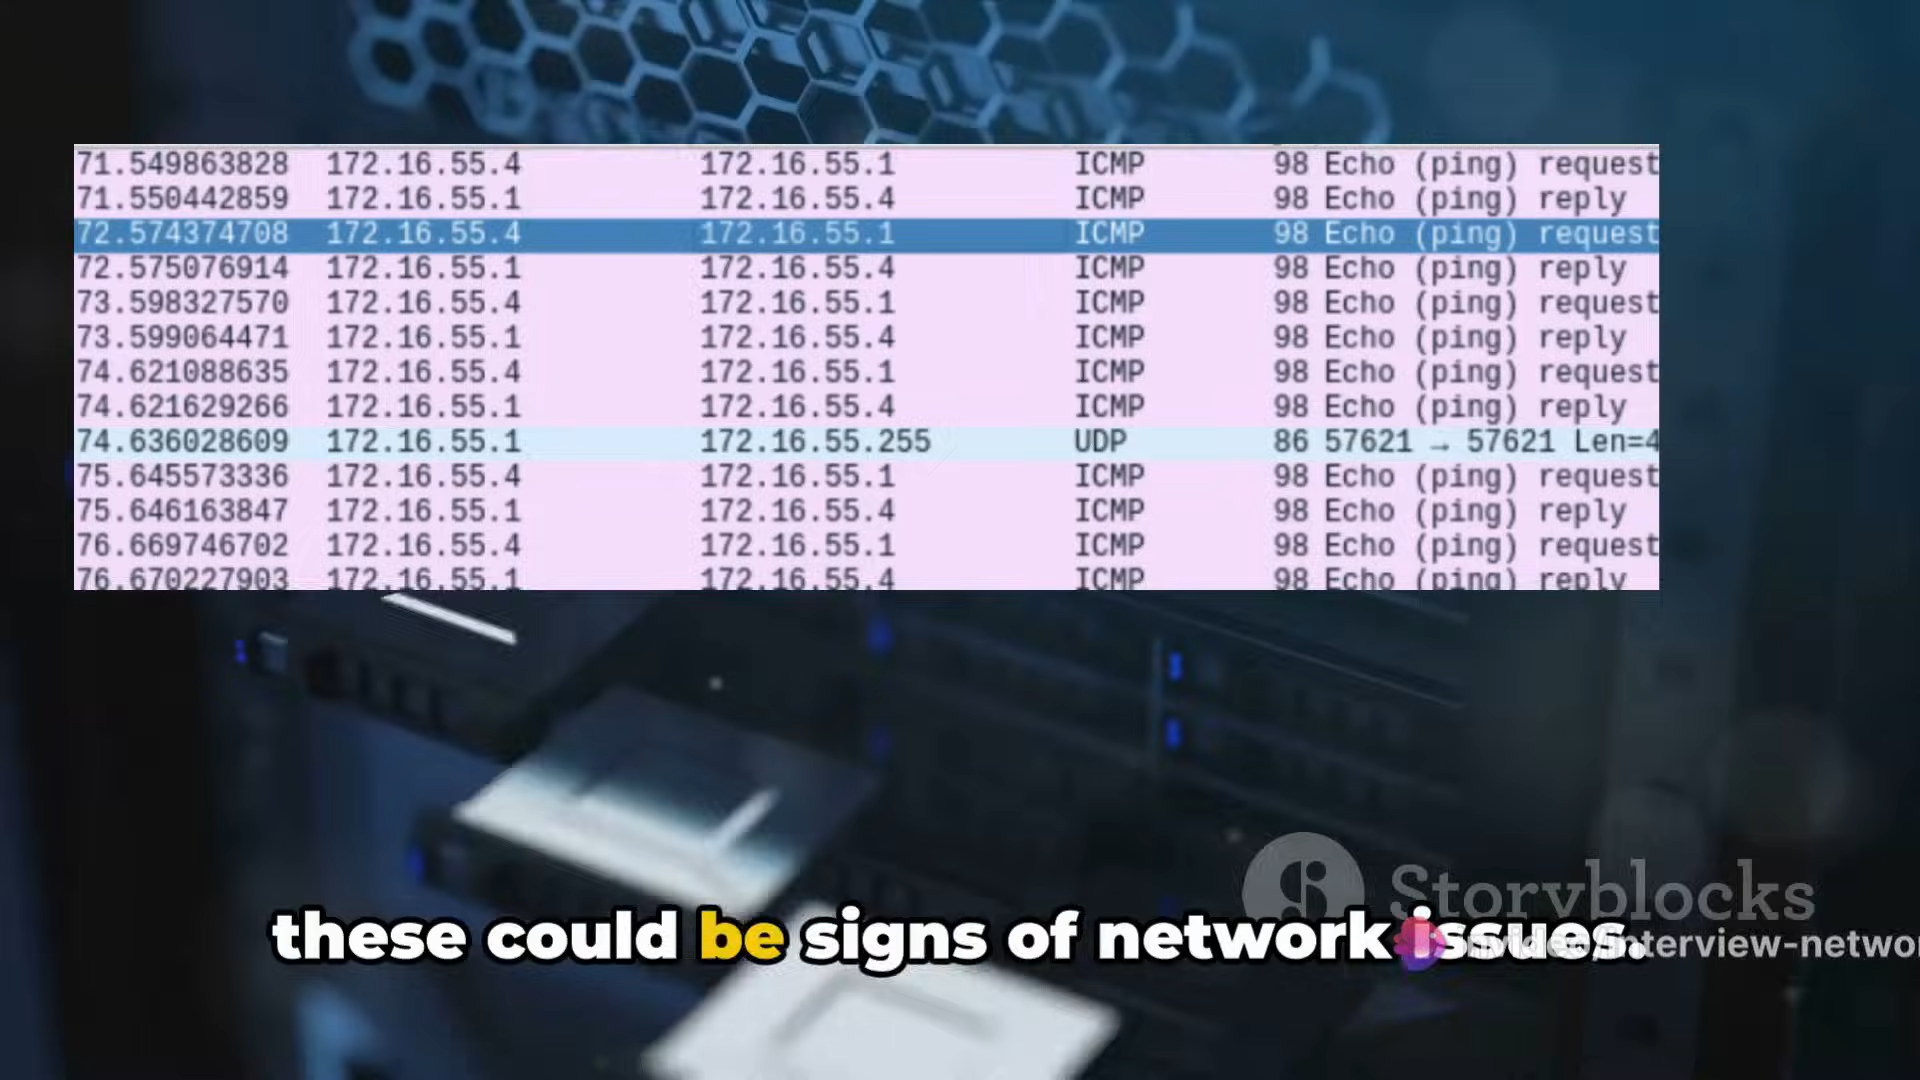 71.549863828 172.16.55.4 172.16.55.1 ICMP 98 Echo (ping) request
71.550442859 172.16.55.1 172.16.55.4 ICMP 98 Echo (ping) reply
72.574374708 172.16.55.4 172.16.55.1 ICMP 98 Echo (ping) request
72.575076914 172.16.55.1 172.16.55.4 ICMP 98 Echo (ping) reply
73.598327570 172.16.55.4 172.16.55.1 ICMP 98 Echo (ping) request
73.599064471 172.16.55.1 172.16.55.4 ICMP 98 Echo (ping) reply
74.621088635 172.16.55.4 172.16.55.1 ICMP 98 Echo (ping) request
74.621629266 172.16.55.1 172.16.55.4 ICMP 98 Echo (ping) reply
74.636028609 172.16.55.1 172.16.55.255 UDP 86 57621 → 57621 Len=4
75.645573336 172.16.55.4 172.16.55.1 ICMP 98 Echo (ping) request
75.646163847 172.16.55.1 172.16.55.4 ICMP 98 Echo (ping) reply
76.669746702 172.16.55.4 172.16.55.1 ICMP 98 Echo (ping) request
76.670227903 172.16.55.1 172.16.55.4 ICMP 98 Echo (ping) reply
Storyblocks
these could be signs of network issues.